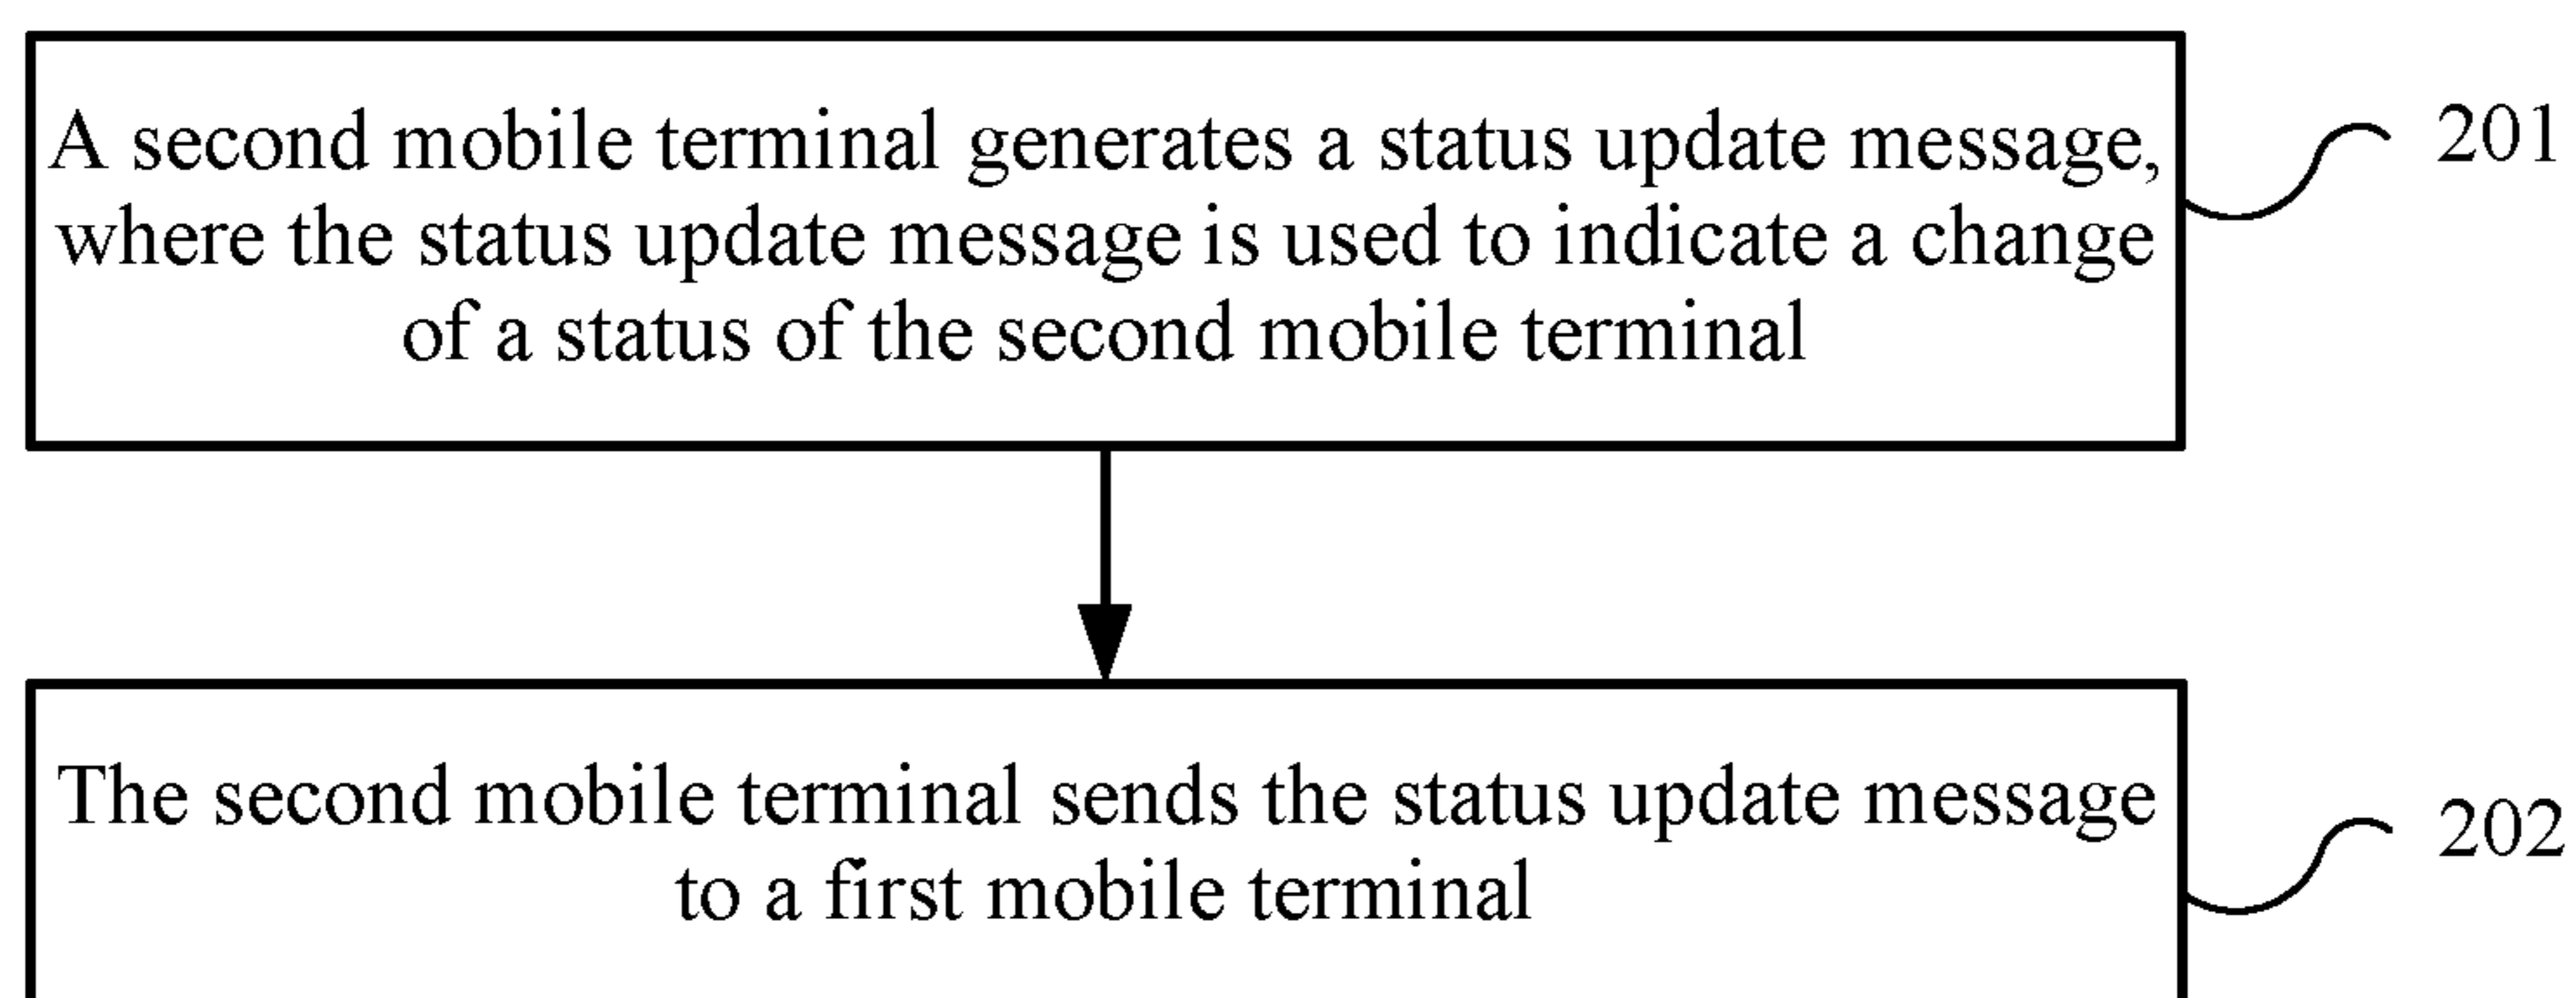 A second mobile terminal generates a status update message,
where the status update message is used to indicate a change
of a status of the second mobile terminal
201
The second mobile terminal sends the status update message
to a first mobile terminal
202